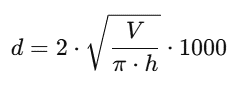 d = 2 · √(V / (π · h)) · 1000